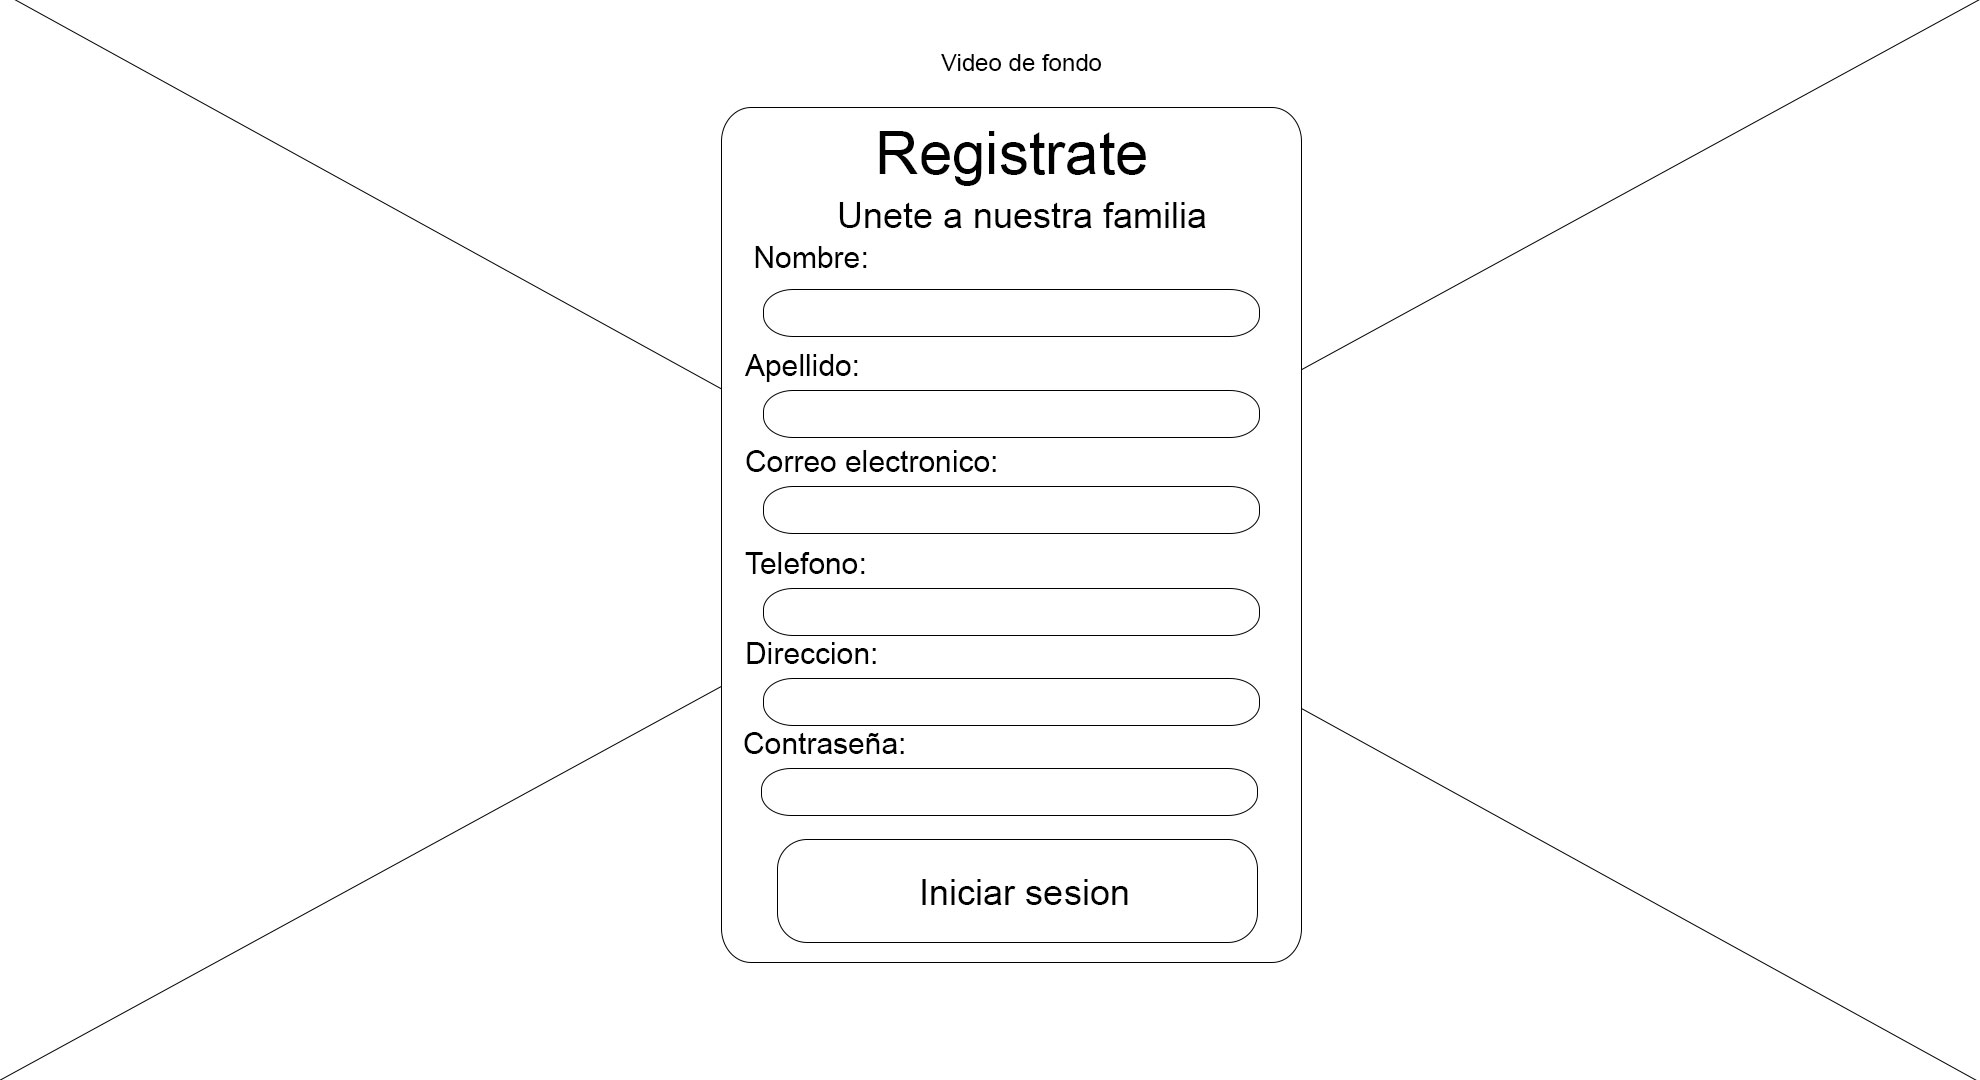 Video de fondo
Registrate
Unete a nuestra familia
Nombre:
Apellido:
Correo electronico:
Telefono:
Direccion:
Contraseña:
Iniciar sesion